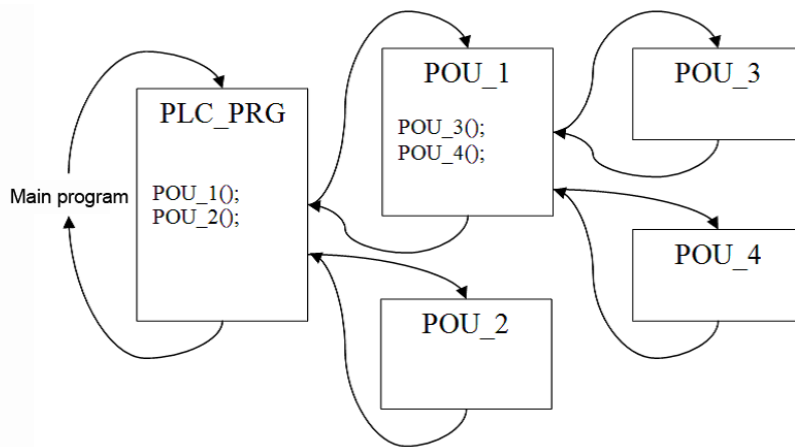 Main program
PLC_PRG
POU_1();
POU_2();
POU_1
POU_3();
POU_4();
POU_2
POU_3
POU_4